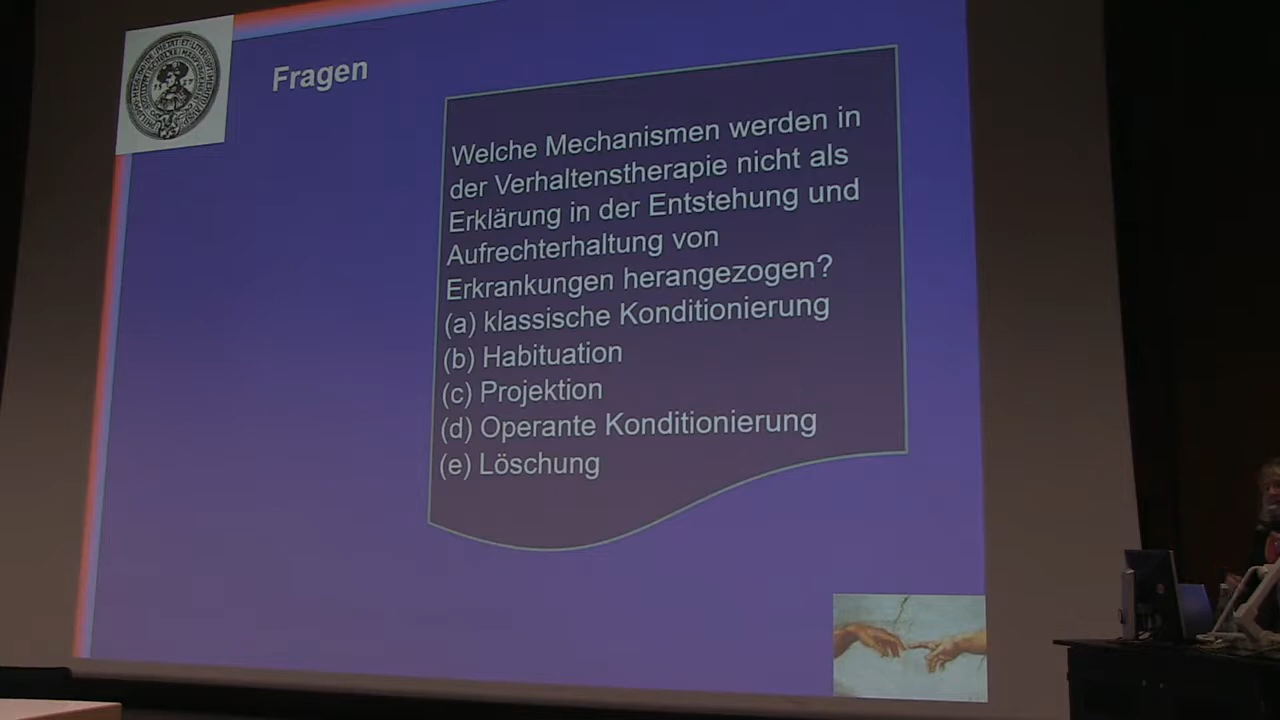 Fragen
Welche Mechanismen werden in
der Verhaltenstherapie nicht als
Erklärung in der Entstehung und
Aufrechterhaltung von
Erkrankungen herangezogen?
(a) klassische Konditionierung
(b) Habituation
(c) Projektion
(d) Operante Konditionierung
(e) Löschung